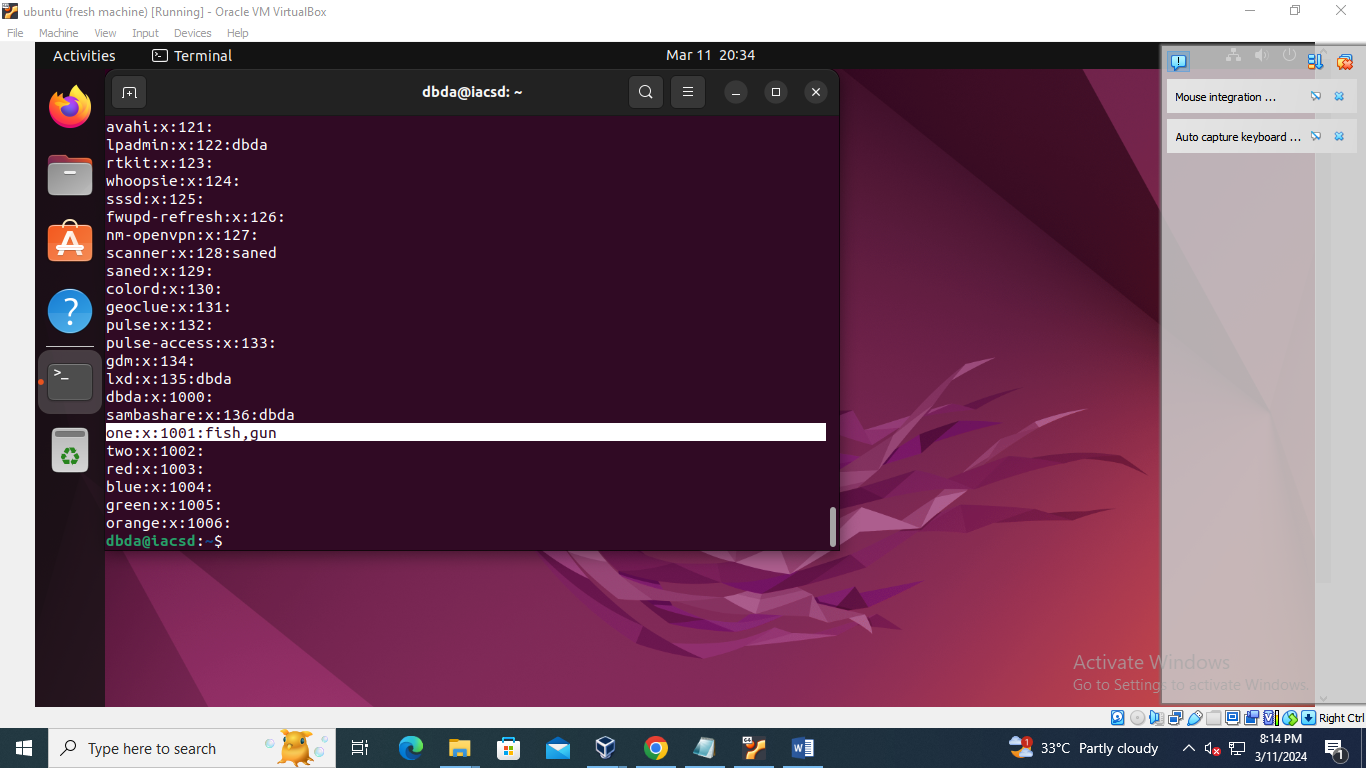 ubuntu (fresh machine) [Running] - Oracle VM VirtualBox
File Machine View Input Devices Help
Activities Terminal Mar 11 20:34
dbda@iacsd: ~
avahi:x:121:
lpadmin:x:122:dbda
rtkit:x:123:
whoopsie:x:124:
sssd:x:125:
fwupd-refresh:x:126:
nm-openvpn:x:127:
scanner:x:128:saned
saned:x:129:
colord:x:130:
geoclue:x:131:
pulse:x:132:
pulse-access:x:133:
gdm:x:134:
lxd:x:135:dbda
dbda:x:1000:
sambashare:x:136:dbda
one:x:1001:fish,gun
two:x:1002:
red:x:1003:
blue:x:1004:
green:x:1005:
orange:x:1006:
dbda@iacsd:~$
Mouse integration ...
Auto capture keyboard ...
Activate Windows
Go to Settings to activate Windows.
Right Ctrl
Type here to search
1
33°C Partly cloudy
8:14 PM
3/11/2024
1